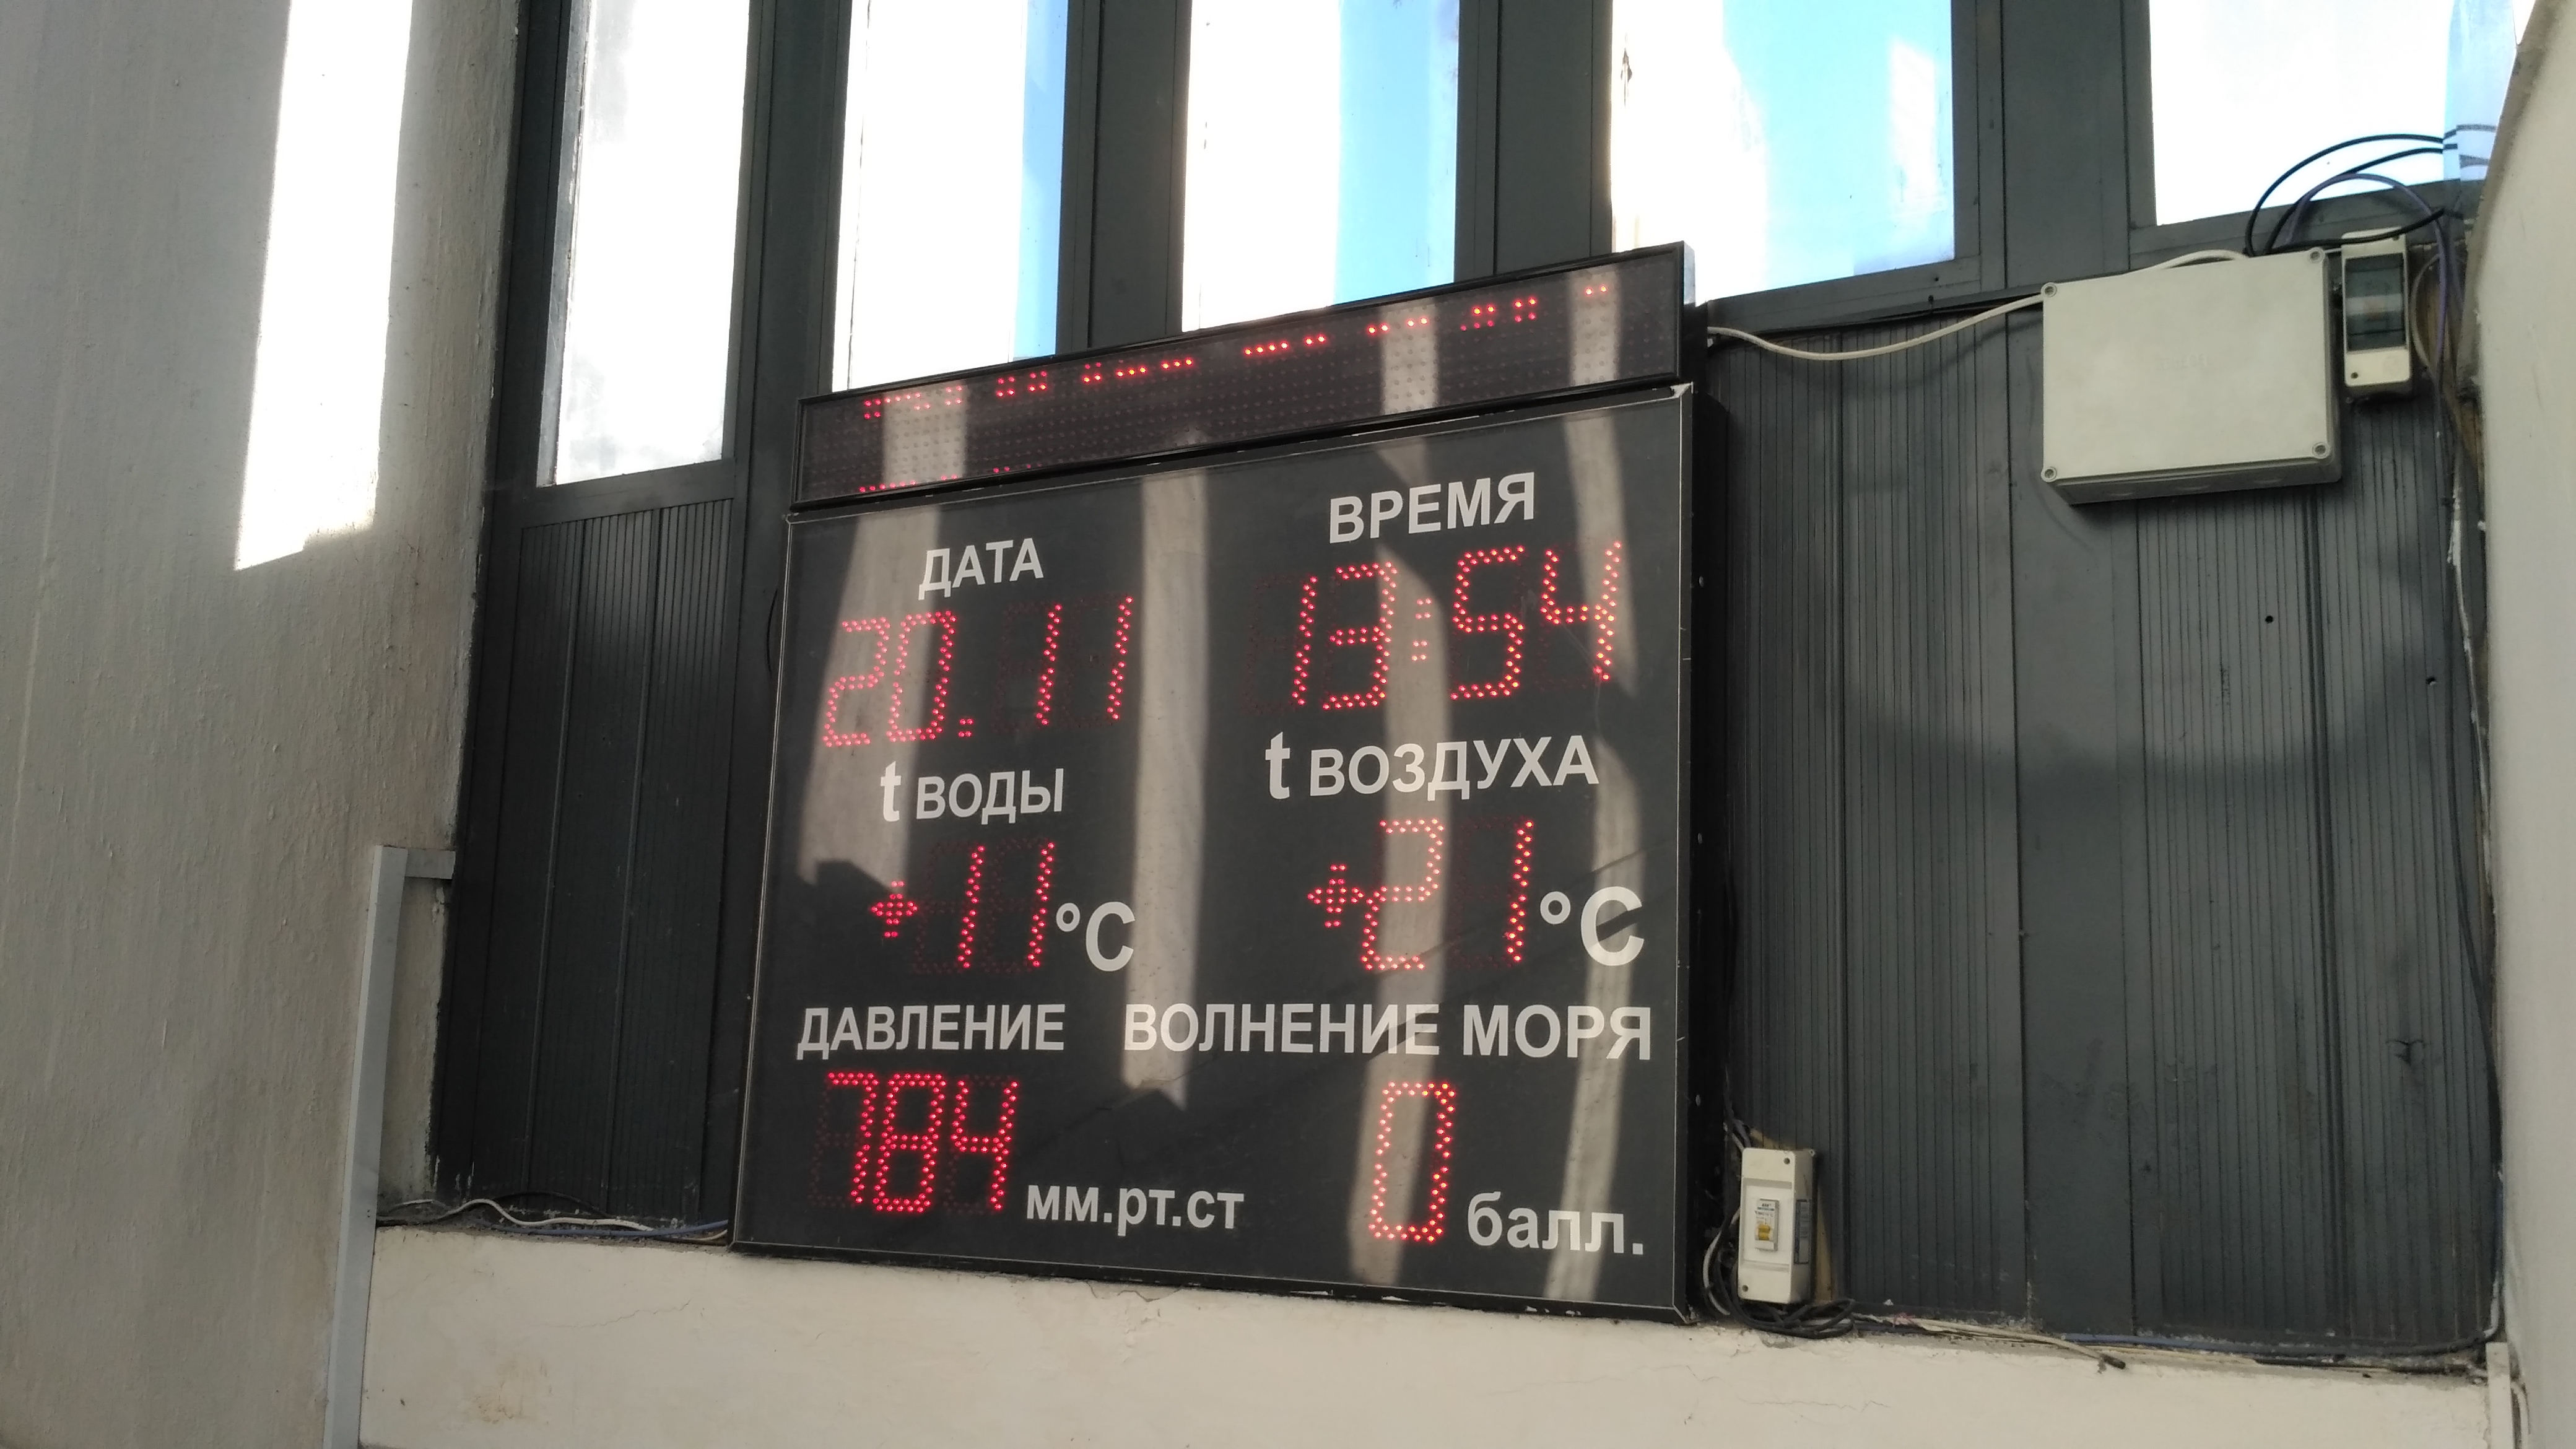 ДАТА ВРЕМЯ
20.11 13:54
t ВОДЫ t ВОЗДУХА
+11 °C +21 °C
ДАВЛЕНИЕ ВОЛНЕНИЕ МОРЯ
784 мм.рт.ст 0 балл.